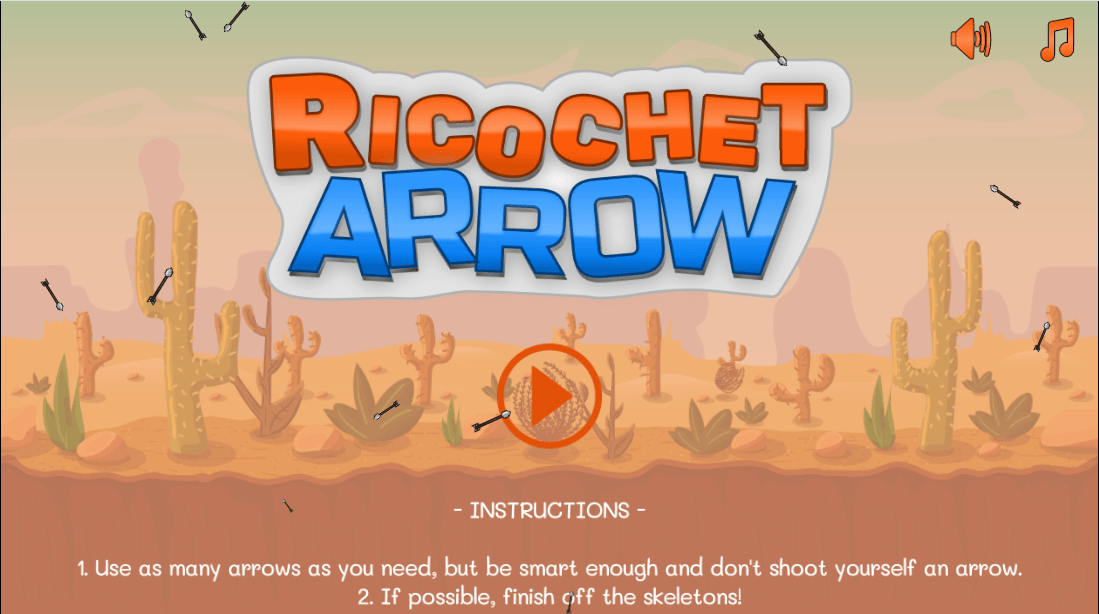 RICOCHET
ARROW
- INSTRUCTIONS -
1. Use as many arrows as you need, but be smart enough and don't shoot yourself an arrow.
2. If possible, finish off the skeletons!